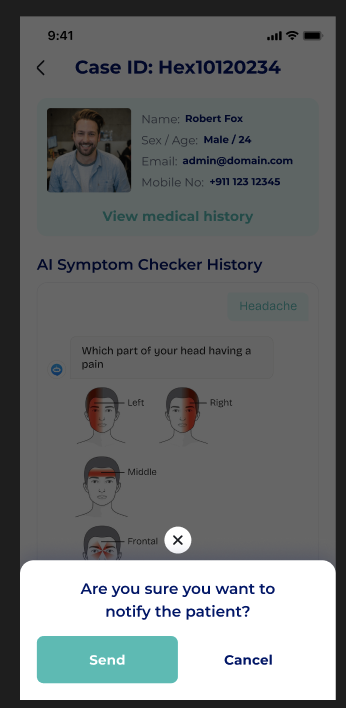 9:41
Case ID: Hex10120234
Name: Robert Fox
Sex / Age: Male / 24
Email: admin@domain.com
Mobile No: +911 123 12345
View medical history
AI Symptom Checker History
Headache
Which part of your head having a
pain
Left
Right
Middle
Frontal
Are you sure you want to
notify the patient?
Send
Cancel